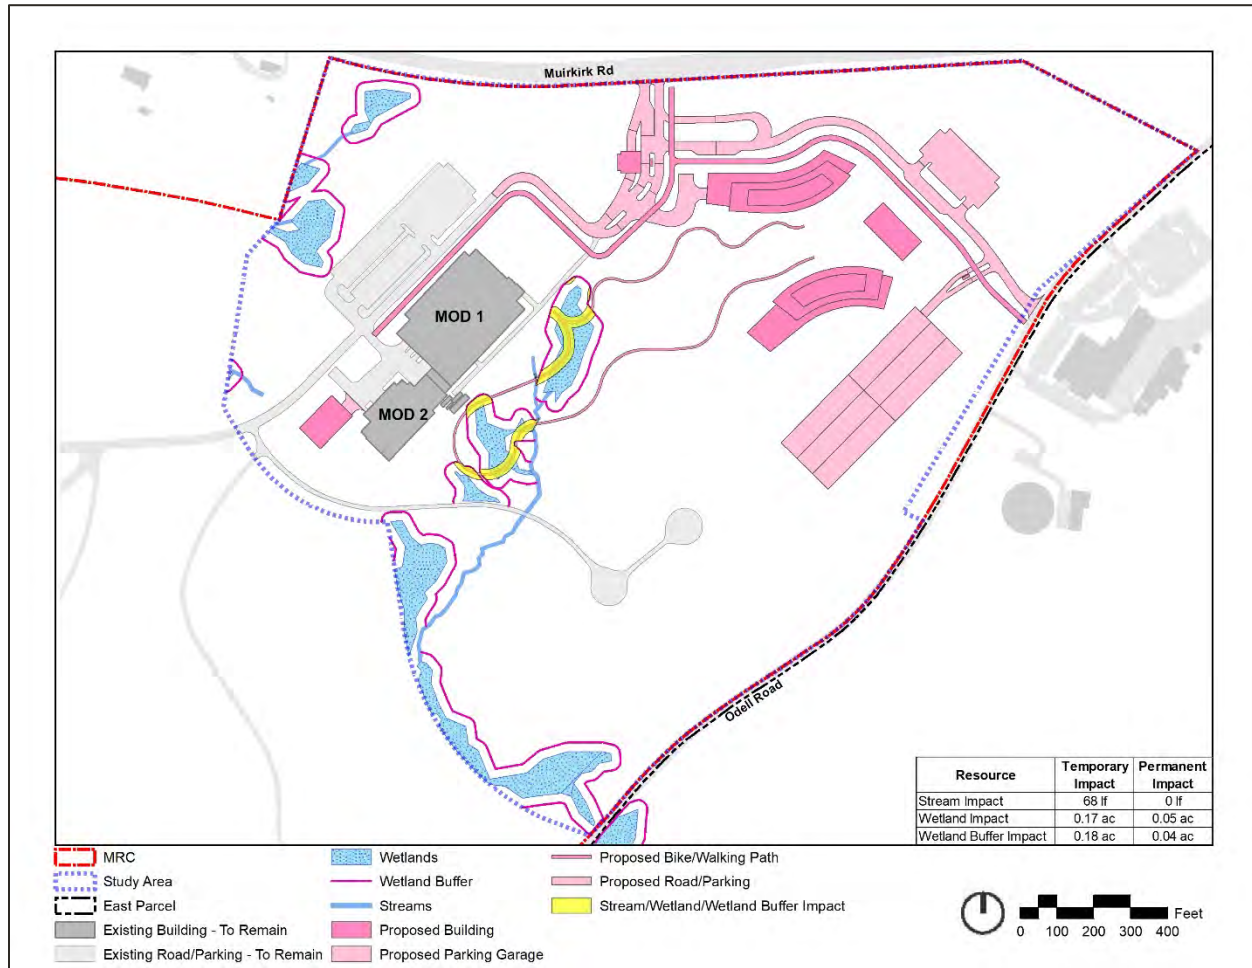 Muirkirk Rd
MOD 1
MOD 2
Odell Road
Resource Temporary Impact Permanent Impact
Stream Impact 68 lf 0 lf
Wetland Impact 0.17 ac 0.05 ac
Wetland Buffer Impact 0.18 ac 0.04 ac
MRC
Study Area
East Parcel
Existing Building - To Remain
Existing Road/Parking - To Remain
Wetlands
Wetland Buffer
Streams
Proposed Building
Proposed Parking Garage
Proposed Bike/Walking Path
Proposed Road/Parking
Stream/Wetland/Wetland Buffer Impact
Feet
0 100 200 300 400